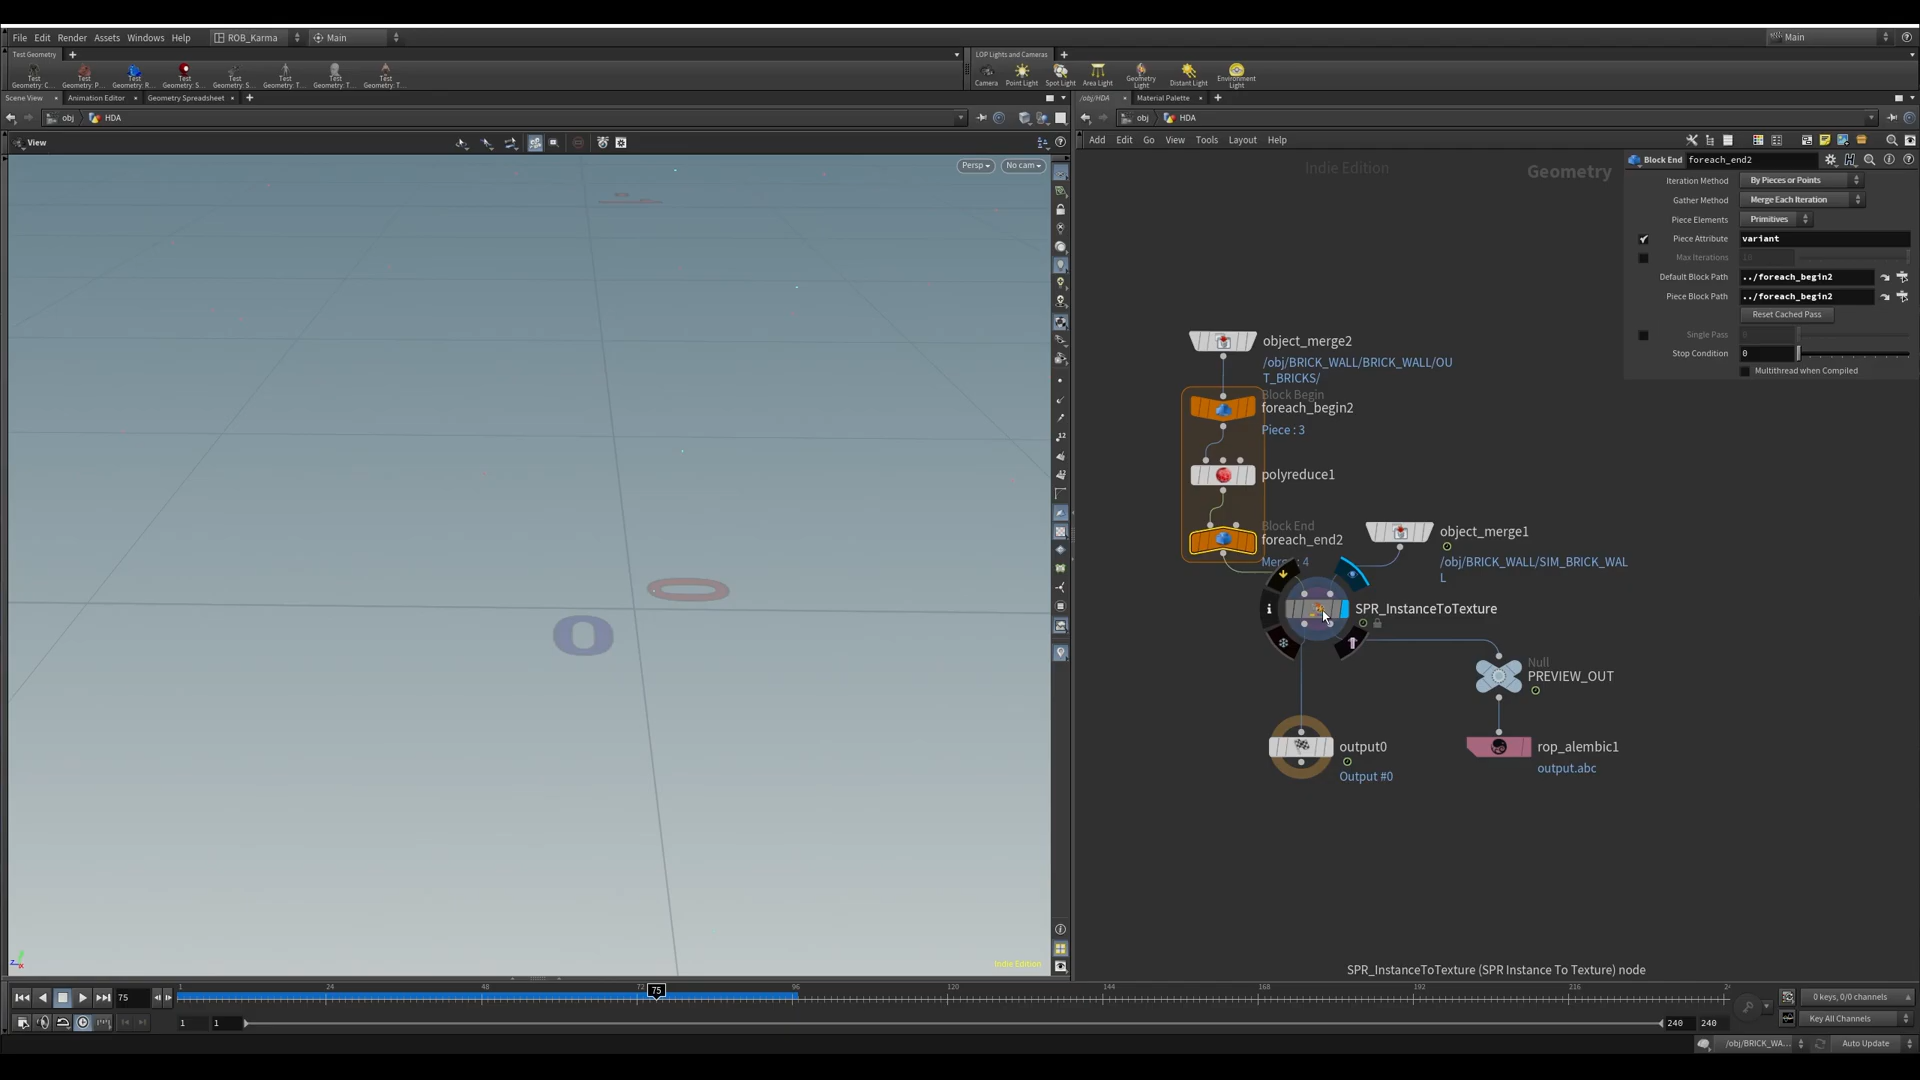 File Edit Render Assets Windows Help ROB_Karma Main Main
Test Geometry LOP Lights and Cameras
Test Geometry: C... Test Geometry: P... Test Geometry: R... Test Geometry: S... Test Geometry: S... Test Geometry: T... Test Geometry: T... Test Geometry: T... Camera Point Light Spot Light Area Light Geometry Light Distant Light Environment Light
Scene View Animation Editor Geometry Spreadsheet /obj/HDA Material Palette
obj HDA obj HDA
View Add Edit Go View Tools Layout Help
Persp No cam Indie Edition Geometry
Block End foreach_end2
Iteration Method By Pieces or Points
Gather Method Merge Each Iteration
Piece Elements Primitives
Piece Attribute variant
Max Iterations 10
Default Block Path ../foreach_begin2
Piece Block Path ../foreach_begin2
Reset Cached Pass
Single Pass 0
Stop Condition 0
Multithread when Compiled
object_merge2
/obj/BRICK_WALL/BRICK_WALL/OU
T_BRICKS/
Block Begin
foreach_begin2
Piece : 3
polyreduce1
Block End
foreach_end2
object_merge1
/obj/BRICK_WALL/SIM_BRICK_WAL
L
SPR_InstanceToTexture
Null
PREVIEW_OUT
output0
Output #0
rop_alembic1
output.abc
Indie Edition
SPR_InstanceToTexture (SPR Instance To Texture) node
75 1 24 48 72 75 96 120 144 168 192 216 0 keys, 0/0 channels
1 1 240 240 Key All Channels
/obj/BRICK_WA... Auto Update